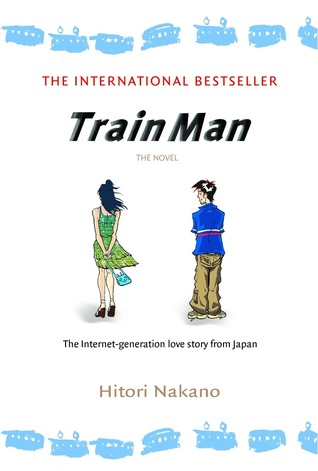 THE INTERNATIONAL BESTSELLER
Train Man
THE NOVEL
The Internet-generation love story from Japan
Hitori Nakano